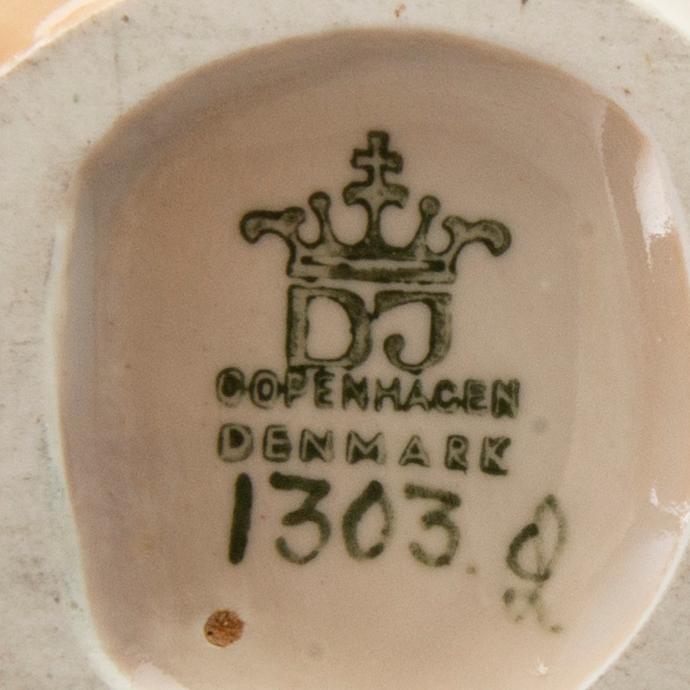 DJ
COPENHAGEN
DENMARK
1303.